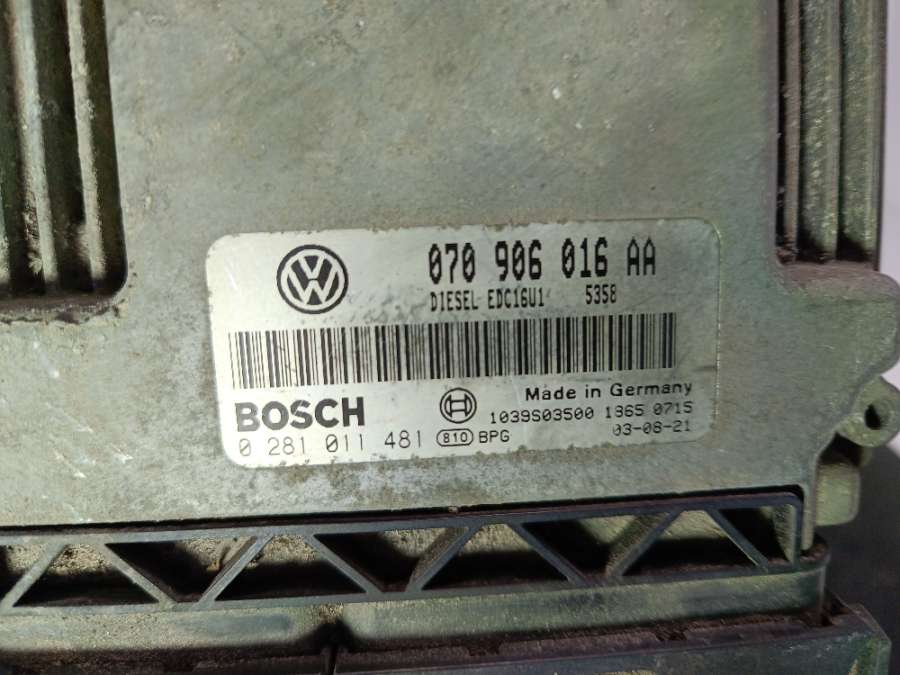 070 906 016 AA
DIESEL EDC16U1 5358
Made in Germany
BOSCH
1039S03500 1865 0715
0 281 011 481 810 BPG
03-08-21